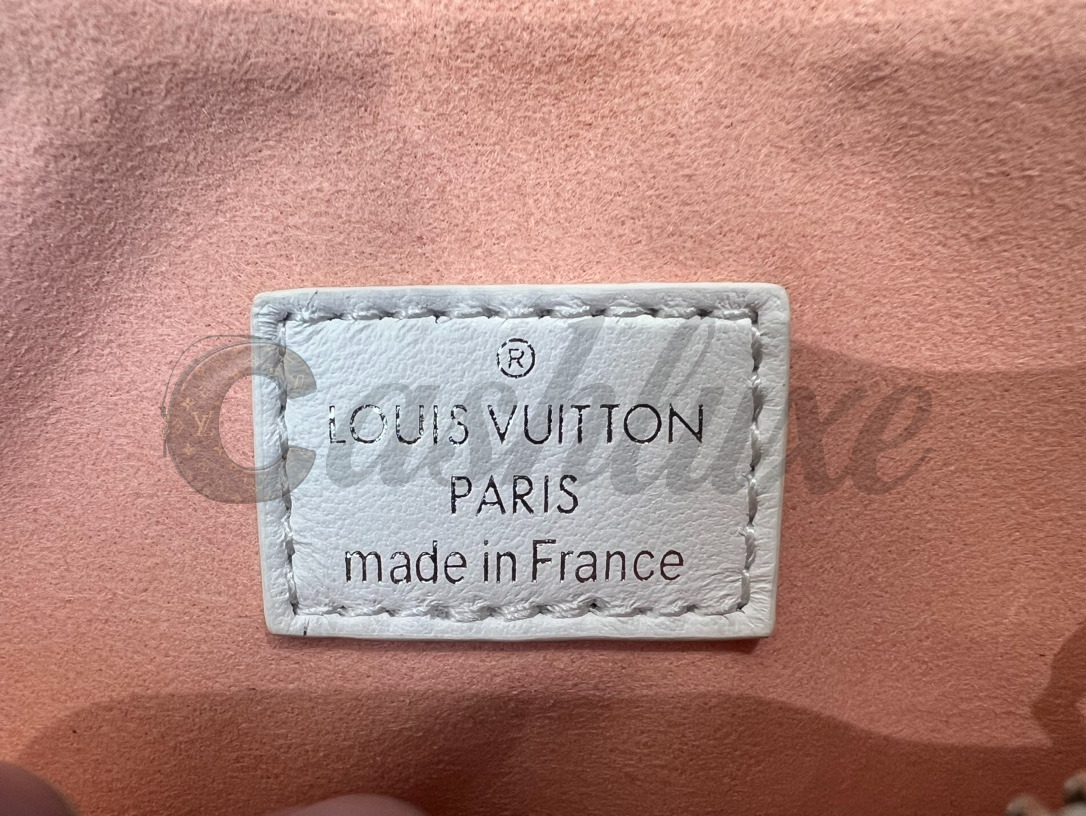 ®
LOUIS VUITTON
Cashluxe
PARIS
made in France